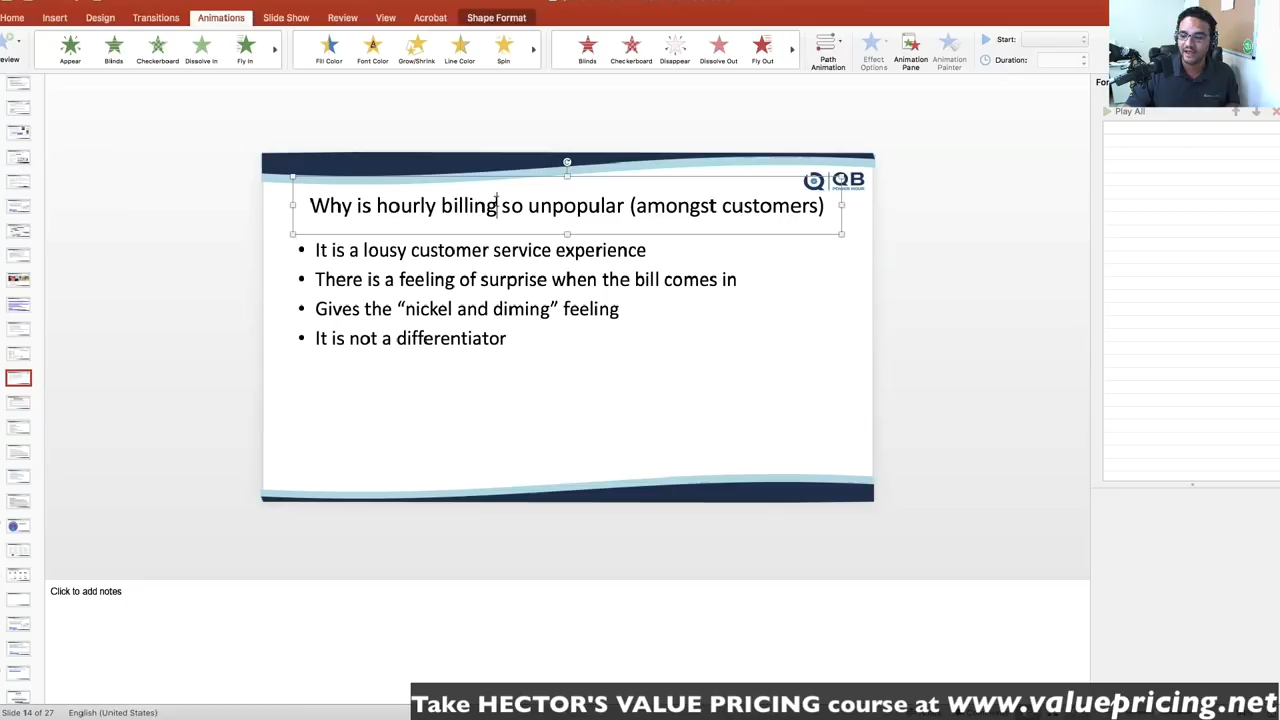 Home Insert Design Transitions Animations Slide Show Review View Acrobat Shape Format
Appear Blinds Checkerboard Dissolve In Fly In
Fill Color Font Color Grow/Shrink Line Color Spin
Blinds Checkerboard Disappear Dissolve Out Fly Out
Path Animation
Effect Options
Animation Pane
Animation Painter
Start:
Duration:
Play All
QB
POWER HOUR
Why is hourly billing so unpopular (amongst customers)
• It is a lousy customer service experience
• There is a feeling of surprise when the bill comes in
• Gives the “nickel and diming” feeling
• It is not a differentiator
Click to add notes
Take HECTOR'S VALUE PRICING course at www.valuepricing.net
Slide 14 of 27 English (United States)